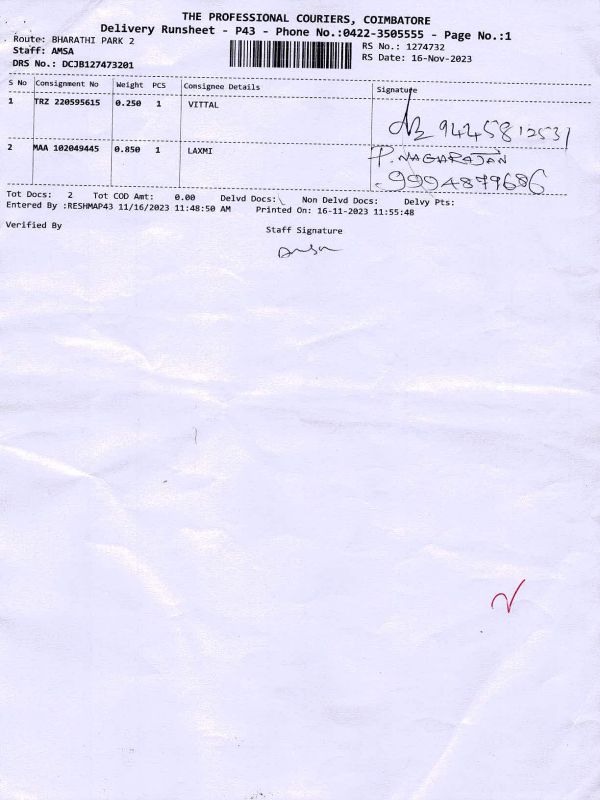 THE PROFESSIONAL COURIERS, COIMBATORE
Delivery Runsheet - P43 - Phone No.:0422-3505555 - Page No.:1
Route: BHARATHI PARK 2
RS No.: 1274732
Staff: AMSA
RS Date: 16-Nov-2023
DRS No.: DCJB127473201
S No Consignment No Weight PCS Consignee Details Signature
1 TRZ 220595615 0.250 1 VITTAL
9445812531
2 MAA 102049445 0.850 1 LAXMI P. NAGARAJAN
9994879686
Tot Docs: 2 Tot COD Amt: 0.00 Delvd Docs: Non Delvd Docs: Delvy Pts:
Entered By :RESHMAP43 11/16/2023 11:48:50 AM Printed On: 16-11-2023 11:55:48
Verified By Staff Signature